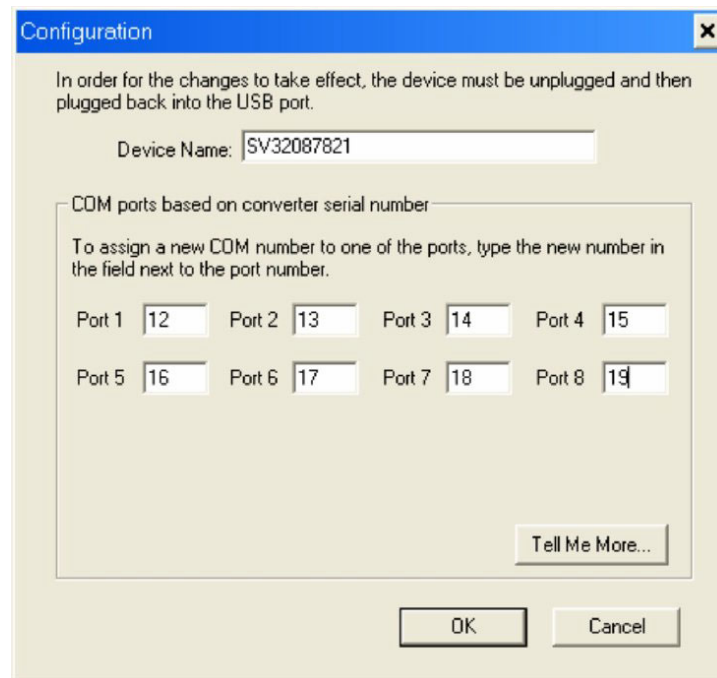 Configuration
In order for the changes to take effect, the device must be unplugged and then
plugged back into the USB port.
Device Name: SV32087821
COM ports based on converter serial number
To assign a new COM number to one of the ports, type the new number in
the field next to the port number.
Port 1 12 Port 2 13 Port 3 14 Port 4 15
Port 5 16 Port 6 17 Port 7 18 Port 8 19
Tell Me More...
OK Cancel